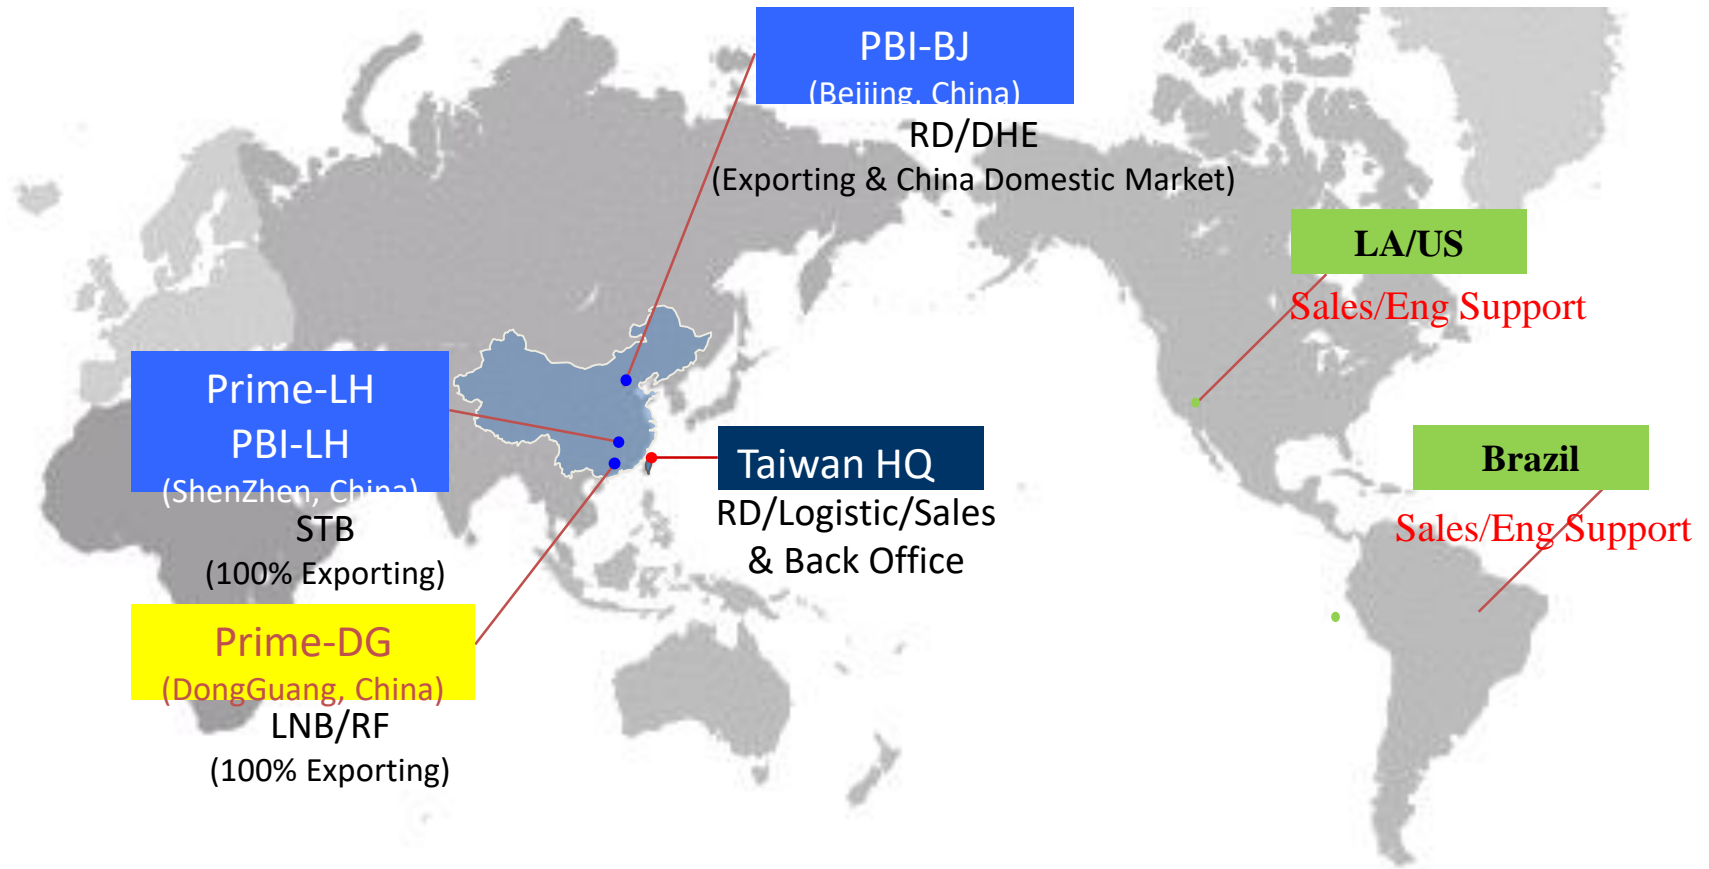 PBI-BJ
(Beijing, China)
RD/DHE
(Exporting & China Domestic Market)
LA/US
Sales/Eng Support
Prime-LH
PBI-LH
(ShenZhen, China)
STB
(100% Exporting)
Taiwan HQ
RD/Logistic/Sales
& Back Office
Brazil
Sales/Eng Support
Prime-DG
(DongGuang, China)
LNB/RF
(100% Exporting)